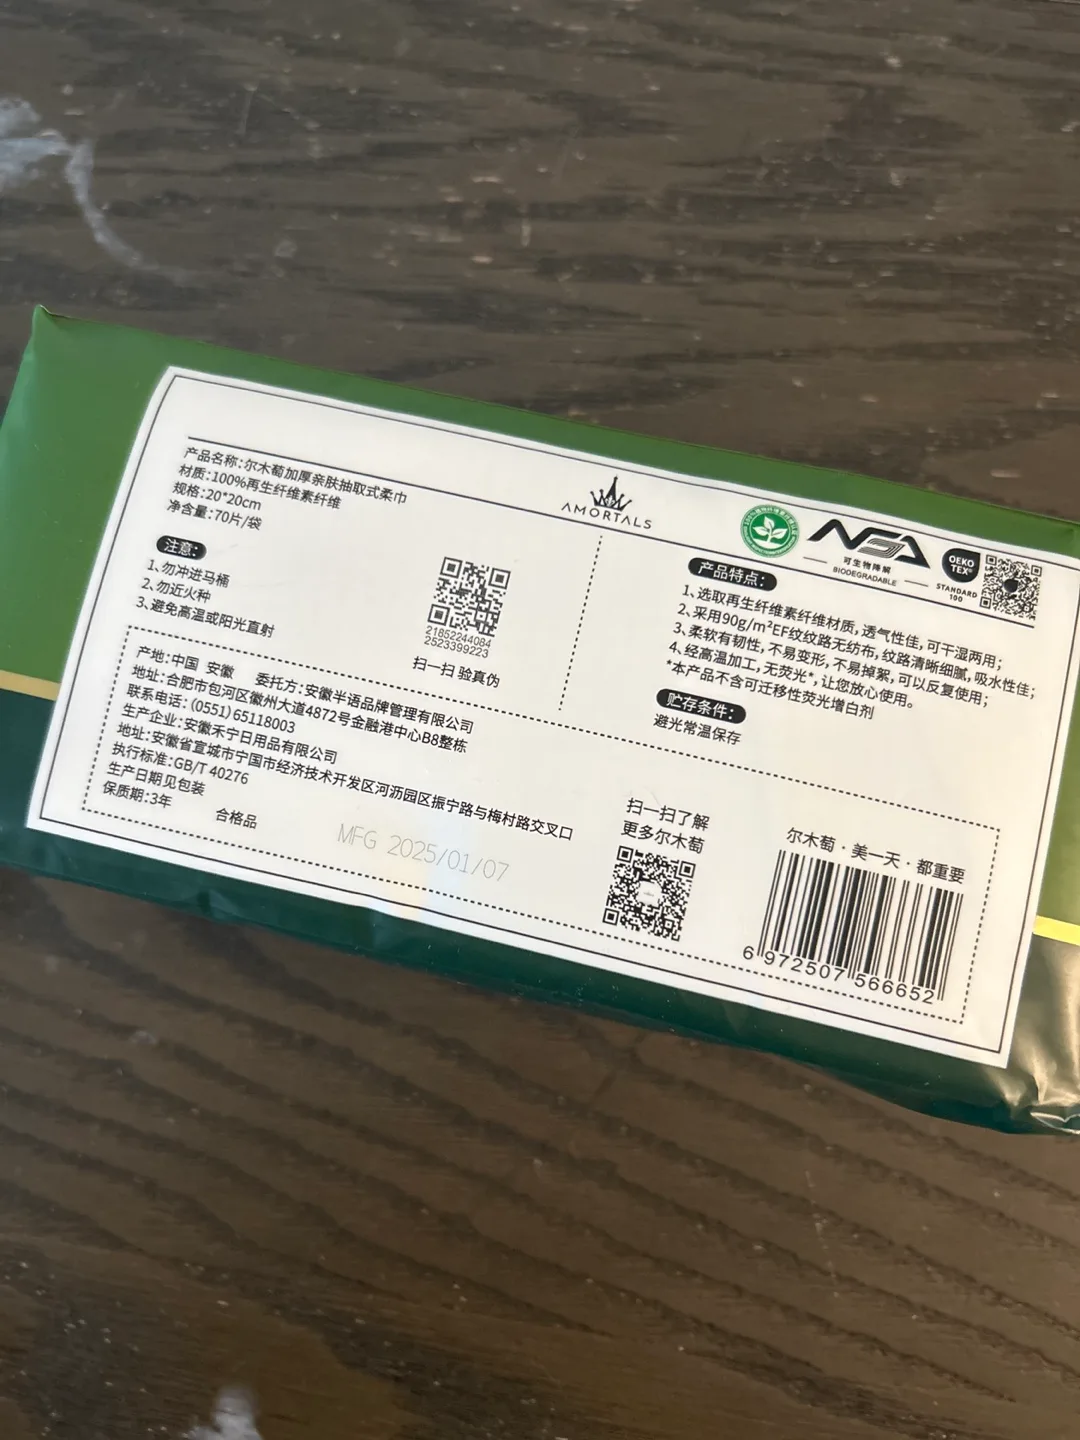 产品名称:尔木萄加厚亲肤抽取式柔巾
材质:100%再生纤维素纤维
规格:20*20cm
净含量:70片/袋
注意:
1、勿冲进马桶
2、勿近火种
3、避免高温或阳光直射
21852244084
2523399223
扫一扫 验真伪
AMORTALS
NSA
可生物降解
BIODEGRADABLE
OEKO
TEX®
STANDARD
100
产品特点:
1、选取再生纤维素纤维材质,透气性佳,可干湿两用;
2、采用90g/m²EF纹纹路无纺布,纹路清晰细腻,吸水性佳;
3、柔软有韧性,不易变形,不易掉絮,可以反复使用;
4、经高温加工,无荧光*,让您放心使用。
*本产品不含可迁移性荧光增白剂
贮存条件:
避光常温保存
产地:中国 安徽 委托方:安徽半语品牌管理有限公司
地址:合肥市包河区徽州大道4872号金融港中心B8整栋
联系电话:(0551)65118003
生产企业:安徽禾宁日用品有限公司
地址:安徽省宣城市宁国市经济技术开发区河沥园区振宁路与梅村路交叉口
执行标准:GB/T 40276
生产日期见包装
保质期:3年
合格品
MFG 2025/01/07
扫一扫了解
更多尔木萄
尔木萄·美一天·都重要
6 972507 566652